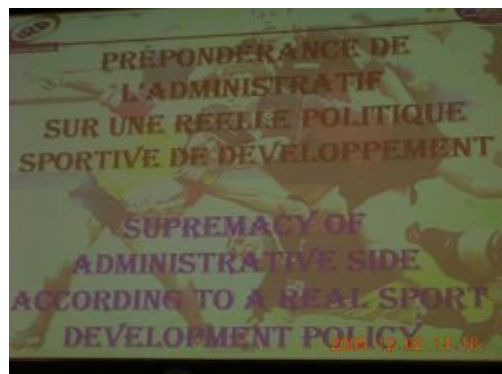 IRB
PRÉPONDÉRANCE DE
L'ADMINISTRATIF
SUR UNE RÉELLE POLITIQUE
SPORTIVE DE DÉVELOPPEMENT
SUPREMACY OF
ADMINISTRATIVE SIDE
ACCORDING TO A REAL SPORT
DEVELOPMENT POLICY